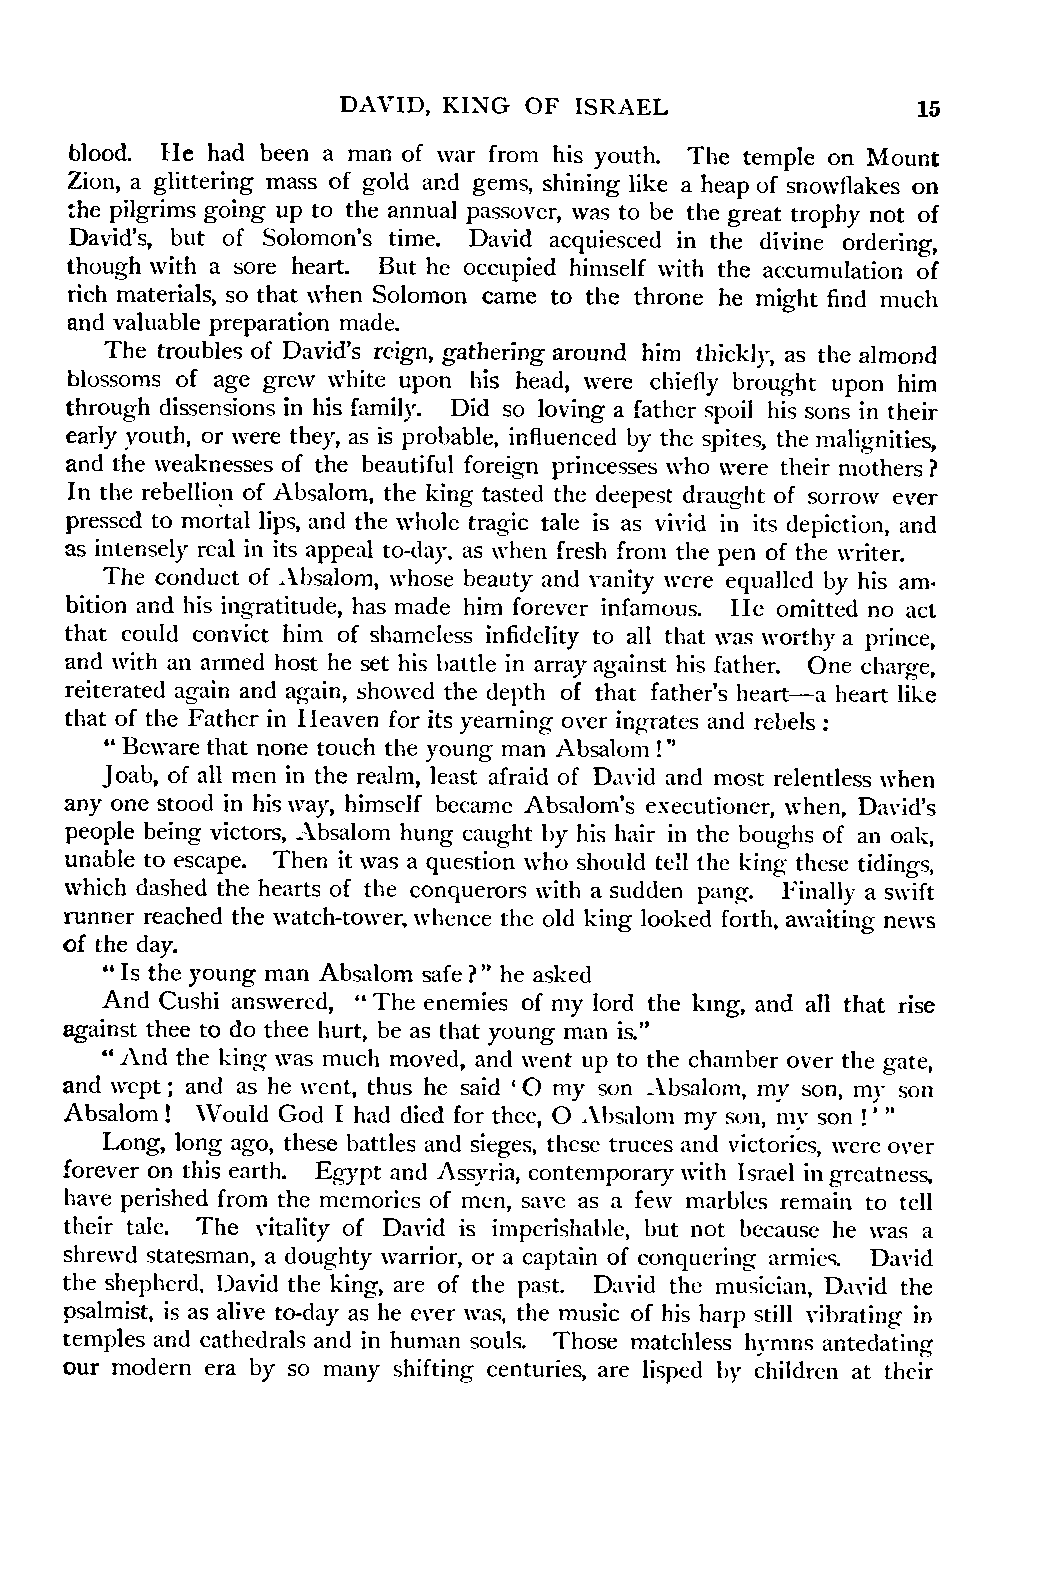 DAVID, KING OF ISRAEL 15
blood. He had been a man of war from his youth. The temple on Mount
Zion, a glittering mass of gold and gems, shining like a heap of snowflakes on
the pilgrims going up to the annual passover, was to be the great trophy not of
David's, but of Solomon's time. David acquiesced in the divine ordering,
though with a sore heart. But he occupied himself with the accumulation of
rich materials, so that when Solomon came to the throne he might find much
and valuable preparation made.
The troubles of David's reign, gathering around him thickly, as the almond
blossoms of age grew white upon his head, were chiefly brought upon him
through dissensions in his family. Did so loving a father spoil his sons in their
early youth, or were they, as is probable, influenced by the spites, the malignities,
and the weaknesses of the beautiful foreign princesses who were their mothers?
In the rebellion of Absalom, the king tasted the deepest draught of sorrow ever
pressed to mortal lips, and the whole tragic tale is as vivid in its depiction, and
as intensely real in its appeal to-day, as when fresh from the pen of the writer.
The conduct of Absalom, whose beauty and vanity were equalled by his am-
bition and his ingratitude, has made him forever infamous. He omitted no act
that could convict him of shameless infidelity to all that was worthy a prince,
and with an armed host he set his battle in array against his father. One charge,
reiterated again and again, showed the depth of that father's heart—a heart like
that of the Father in Heaven for its yearning over ingrates and rebels:
"Beware that none touch the young man Absalom!"
Joab, of all men in the realm, least afraid of David and most relentless when
any one stood in his way, himself became Absalom's executioner, when, David's
people being victors, Absalom hung caught by his hair in the boughs of an oak,
unable to escape. Then it was a question who should tell the king these tidings,
which dashed the hearts of the conquerors with a sudden pang. Finally a swift
runner reached the watch-tower, whence the old king looked forth, awaiting news
of the day.
"Is the young man Absalom safe?" he asked
And Cushi answered, "The enemies of my lord the king, and all that rise
against thee to do thee hurt, be as that young man is."
"And the king was much moved, and went up to the chamber over the gate,
and wept; and as he went, thus he said 'O my son Absalom, my son, my son
Absalom! Would God I had died for thee, O Absalom my son, my son!'"
Long, long ago, these battles and sieges, these truces and victories, were over
forever on this earth. Egypt and Assyria, contemporary with Israel in greatness,
have perished from the memories of men, save as a few marbles remain to tell
their tale. The vitality of David is imperishable, but not because he was a
shrewd statesman, a doughty warrior, or a captain of conquering armies. David
the shepherd, David the king, are of the past. David the musician, David the
psalmist, is as alive to-day as he ever was, the music of his harp still vibrating in
temples and cathedrals and in human souls. Those matchless hymns antedating
our modern era by so many shifting centuries, are lisped by children at their